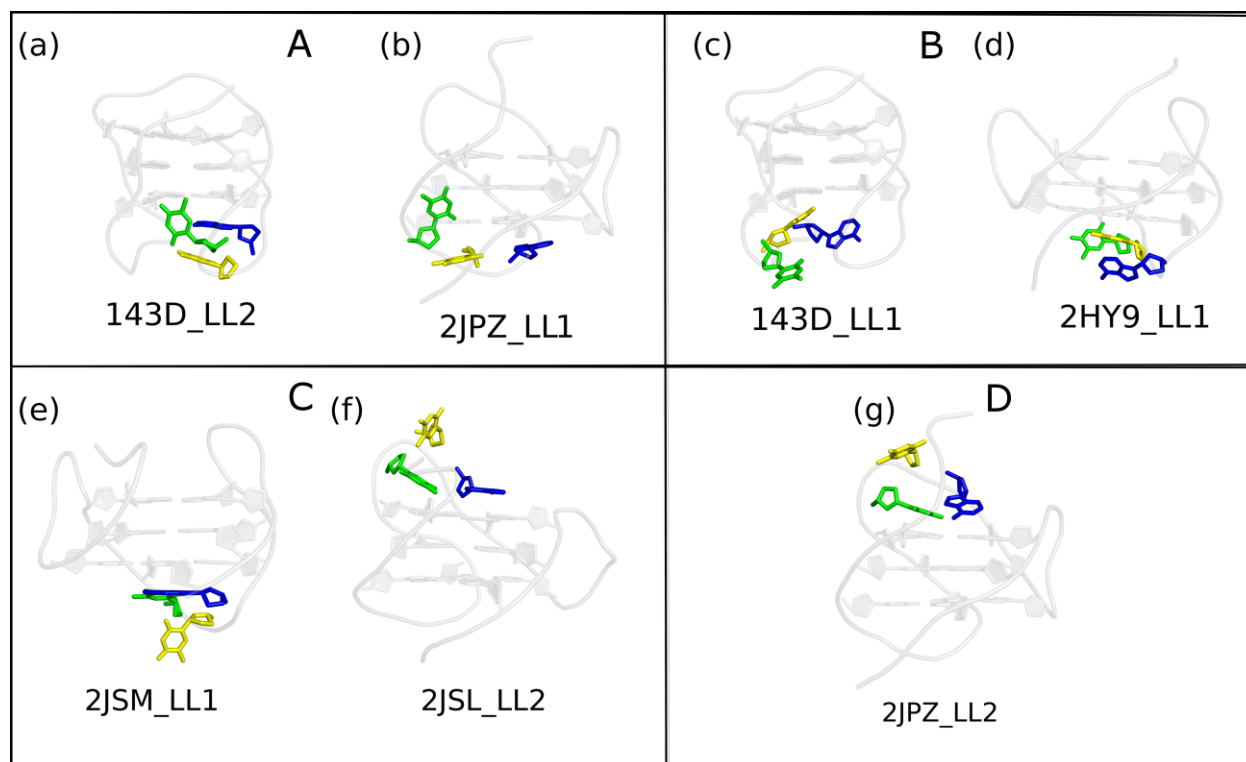 (a) A (b) (c) B (d)
143D_LL2 2JPZ_LL1 143D_LL1 2HY9_LL1
(e) C (f) (g) D
2JSM_LL1 2JSL_LL2 2JPZ_LL2